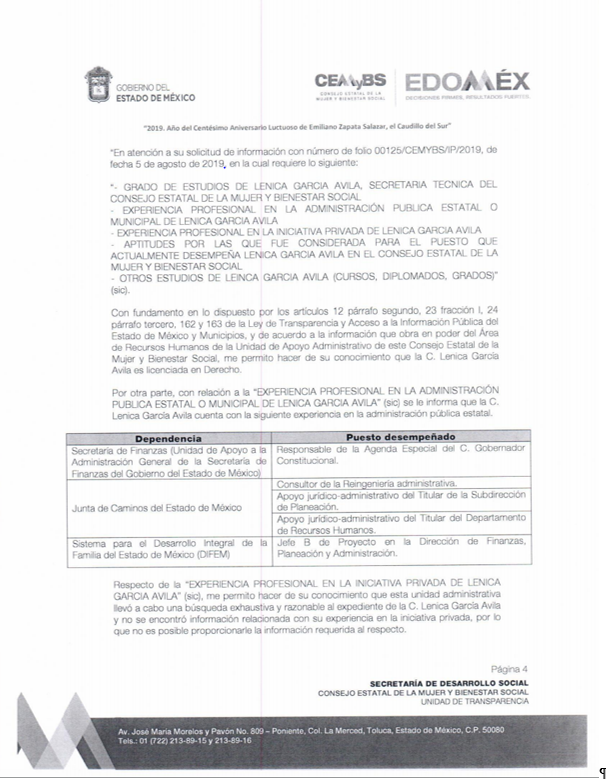 GOBIERNO DEL
ESTADO DE MÉXICO
CEMyBS
CONSEJO ESTATAL DE LA
MUJER Y BIENESTAR SOCIAL
EDOMÉX
DECISIONES FIRMES, RESULTADOS FUERTES.
"2019. Año del Centésimo Aniversario Luctuoso de Emiliano Zapata Salazar, el Caudillo del Sur"
"En atención a su solicitud de información con número de folio 00125/CEMYBS/IP/2019, de
fecha 5 de agosto de 2019, en la cual requiere lo siguiente:
"- GRADO DE ESTUDIOS DE LENICA GARCIA AVILA, SECRETARIA TECNICA DEL
CONSEJO ESTATAL DE LA MUJER Y BIENESTAR SOCIAL
- EXPERIENCIA PROFESIONAL EN LA ADMINISTRACIÓN PUBLICA ESTATAL O
MUNICIPAL DE LENICA GARCIA AVILA
- EXPERIENCIA PROFESIONAL EN LA INICIATIVA PRIVADA DE LENICA GARCIA AVILA
- APTITUDES POR LAS QUE FUE CONSIDERADA PARA EL PUESTO QUE
ACTUALMENTE DESEMPEÑA LENICA GARCIA AVILA EN EL CONSEJO ESTATAL DE LA
MUJER Y BIENESTAR SOCIAL
- OTROS ESTUDIOS DE LEINCA GARCIA AVILA (CURSOS, DIPLOMADOS, GRADOS)"
(sic).
Con fundamento en lo dispuesto por los artículos 12 párrafo segundo, 23 fracción I, 24
párrafo tercero, 162 y 163 de la Ley de Transparencia y Acceso a la Información Pública del
Estado de México y Municipios, y de acuerdo a la información que obra en poder del Área
de Recursos Humanos de la Unidad de Apoyo Administrativo de este Consejo Estatal de la
Mujer y Bienestar Social, me permito hacer de su conocimiento que la C. Lenica García
Avila es licenciada en Derecho.
Por otra parte, con relación a la "EXPERIENCIA PROFESIONAL EN LA ADMINISTRACIÓN
PUBLICA ESTATAL O MUNICIPAL DE LENICA GARCIA AVILA" (sic) se le informa que la C.
Lenica García Avila cuenta con la siguiente experiencia en la administración pública estatal.
Dependencia Puesto desempeñado
Secretaría de Finanzas (Unidad de Apoyo a la
Administración General de la Secretaría de
Finanzas del Gobierno del Estado de México)
Responsable de la Agenda Especial del C. Gobernador
Constitucional.
Junta de Caminos del Estado de México
Consultor de la Reingeniería administrativa.
Apoyo jurídico-administrativo del Titular de la Subdirección
de Planeación.
Apoyo jurídico-administrativo del Titular del Departamento
de Recursos Humanos.
Sistema para el Desarrollo Integral de la
Familia del Estado de México (DIFEM)
Jefe B de Proyecto en la Dirección de Finanzas,
Planeación y Administración.
Respecto de la "EXPERIENCIA PROFESIONAL EN LA INICIATIVA PRIVADA DE LENICA
GARCIA AVILA" (sic), me permito hacer de su conocimiento que esta unidad administrativa
llevó a cabo una búsqueda exhaustiva y razonable al expediente de la C. Lenica García Avila
y no se encontró información relacionada con su experiencia en la iniciativa privada, por lo
que no es posible proporcionarle la información requerida al respecto.
Página 4
SECRETARÍA DE DESARROLLO SOCIAL
CONSEJO ESTATAL DE LA MUJER Y BIENESTAR SOCIAL
UNIDAD DE TRANSPARENCIA
Av. José María Morelos y Pavón No. 809 – Poniente, Col. La Merced, Toluca, Estado de México, C.P. 50080
Tels.: 01 (722) 213-89-15 y 213-89-16
q